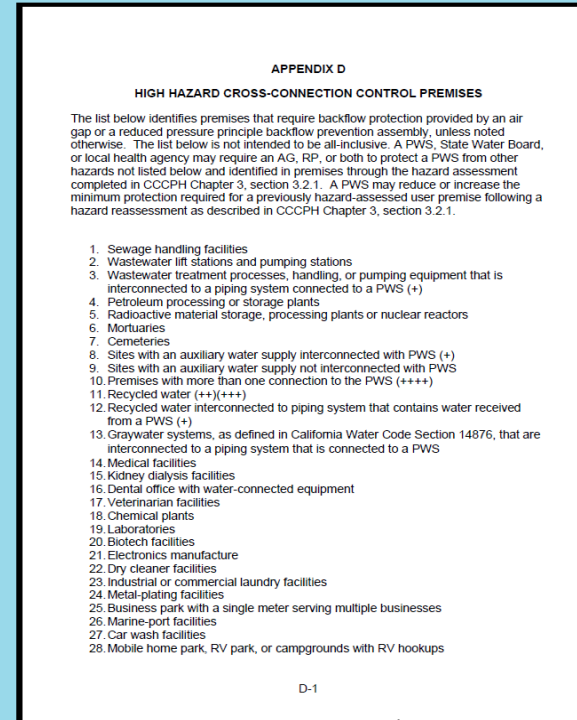 APPENDIX D
HIGH HAZARD CROSS-CONNECTION CONTROL PREMISES
The list below identifies premises that require backflow protection provided by an air
gap or a reduced pressure principle backflow prevention assembly, unless noted
otherwise. The list below is not intended to be all-inclusive. A PWS, State Water Board,
or local health agency may require an AG, RP, or both to protect a PWS from other
hazards not listed below and identified in premises through the hazard assessment
completed in CCCPH Chapter 3, section 3.2.1. A PWS may reduce or increase the
minimum protection required for a previously hazard-assessed user premise following a
hazard reassessment as described in CCCPH Chapter 3, section 3.2.1.
1. Sewage handling facilities
2. Wastewater lift stations and pumping stations
3. Wastewater treatment processes, handling, or pumping equipment that is
interconnected to a piping system connected to a PWS (+)
4. Petroleum processing or storage plants
5. Radioactive material storage, processing plants or nuclear reactors
6. Mortuaries
7. Cemeteries
8. Sites with an auxiliary water supply interconnected with PWS (+)
9. Sites with an auxiliary water supply not interconnected with PWS
10. Premises with more than one connection to the PWS (++++)
11. Recycled water (++)(+++)
12. Recycled water interconnected to piping system that contains water received
from a PWS (+)
13. Graywater systems, as defined in California Water Code Section 14876, that are
interconnected to a piping system that is connected to a PWS
14. Medical facilities
15. Kidney dialysis facilities
16. Dental office with water-connected equipment
17. Veterinarian facilities
18. Chemical plants
19. Laboratories
20. Biotech facilities
21. Electronics manufacture
22. Dry cleaner facilities
23. Industrial or commercial laundry facilities
24. Metal-plating facilities
25. Business park with a single meter serving multiple businesses
26. Marine-port facilities
27. Car wash facilities
28. Mobile home park, RV park, or campgrounds with RV hookups
D-1